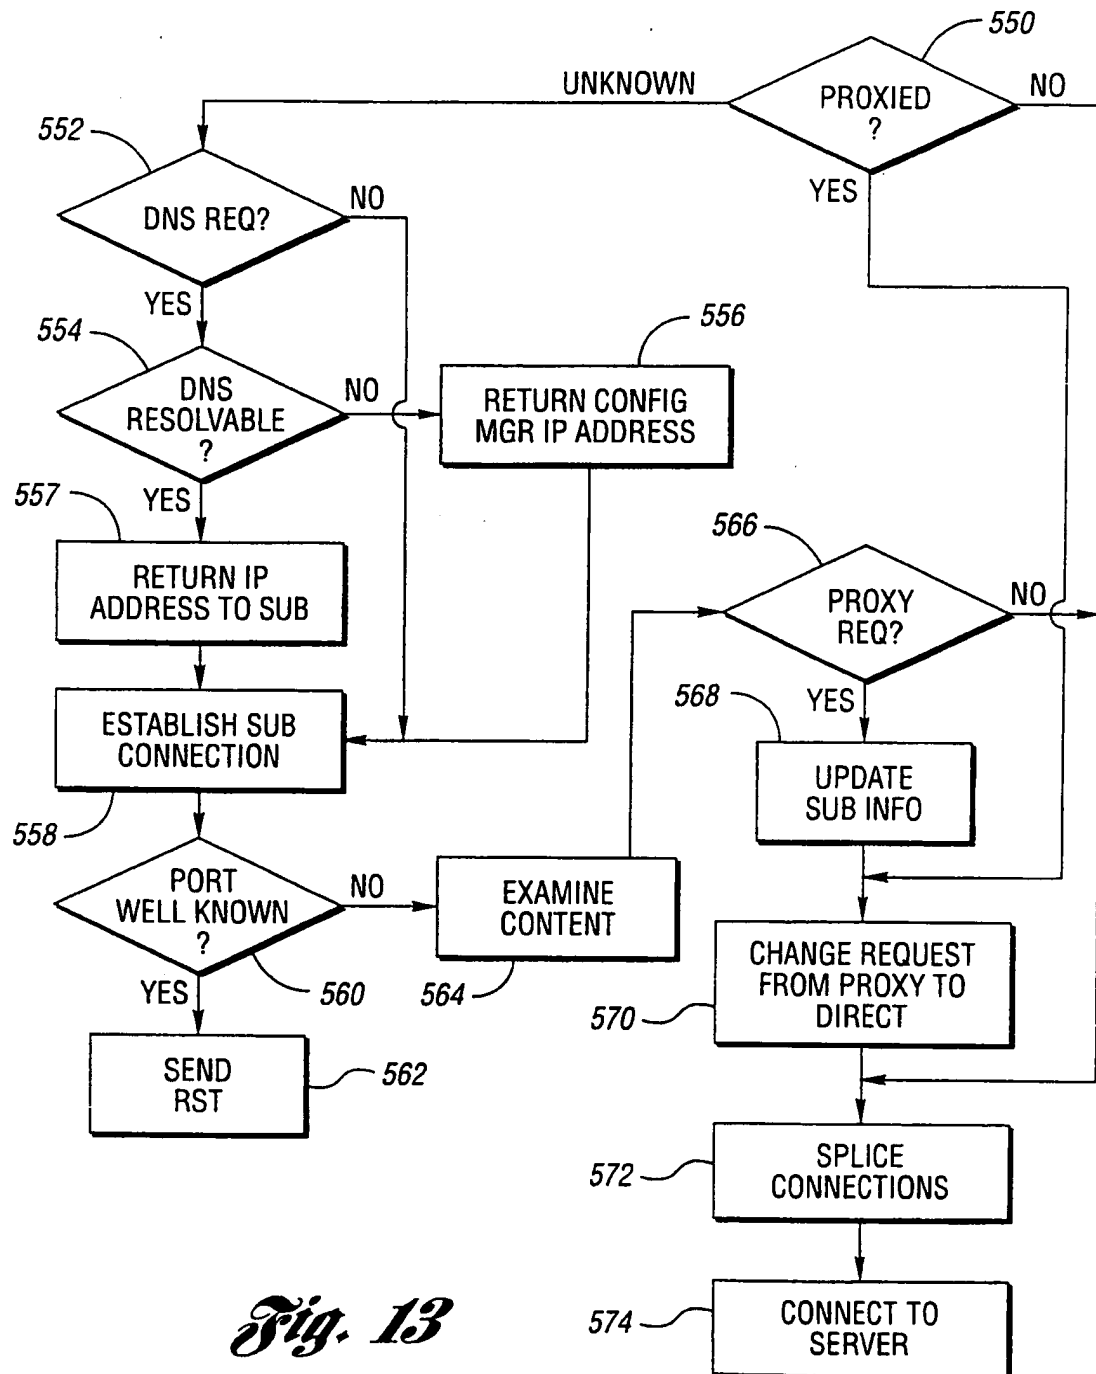 550
UNKNOWN
PROXIED
?
NO
YES
552
DNS REQ?
NO
YES
554
DNS
RESOLVABLE
?
NO
YES
556
RETURN CONFIG
MGR IP ADDRESS
557
RETURN IP
ADDRESS TO SUB
ESTABLISH SUB
CONNECTION
558
PORT
WELL KNOWN
?
NO
YES
560
SEND
RST
562
EXAMINE
CONTENT
564
566
PROXY
REQ?
NO
YES
568
UPDATE
SUB INFO
CHANGE REQUEST
FROM PROXY TO
DIRECT
570
SPLICE
CONNECTIONS
572
CONNECT TO
SERVER
574
Fig. 13